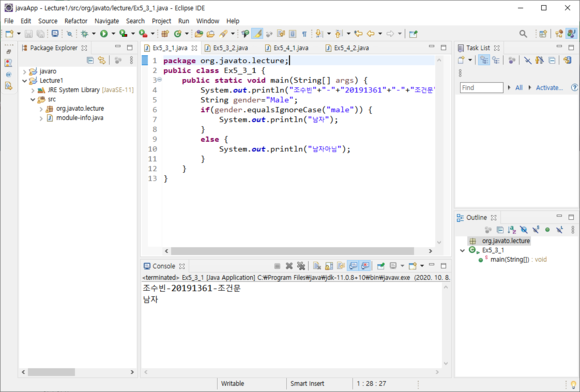 javaApp - Lecture1/src/org/javato/lecture/Ex5_3_1.java - Eclipse IDE
File Edit Source Refactor Navigate Search Project Run Window Help
Package Explorer
javaro
Lecture1
JRE System Library [JavaSE-11]
src
org.javato.lecture
module-info.java
Ex5_3_1.java Ex5_3_2.java Ex5_4_1.java Ex5_4_2.java
1 package org.javato.lecture;
2 public class Ex5_3_1 {
3 public static void main(String[] args) {
4 System.out.println("조수빈"+"-"+"20191361"+"-"+"조건문"
5 String gender="Male";
6 if(gender.equalsIgnoreCase("male")) {
7 System.out.println("남자");
8 }
9 else {
10 System.out.println("남자아님");
11 }
12 }
13 }
Console
<terminated> Ex5_3_1 [Java Application] C:₩Program Files₩java₩jdk-11.0.8+10₩bin₩javaw.exe (2020. 10. 8.
조수빈-20191361-조건문
남자
Task List
Find All Activate...
Outline
org.javato.lecture
Ex5_3_1
main(String[]) : void
Writable Smart Insert 1 : 28 : 27